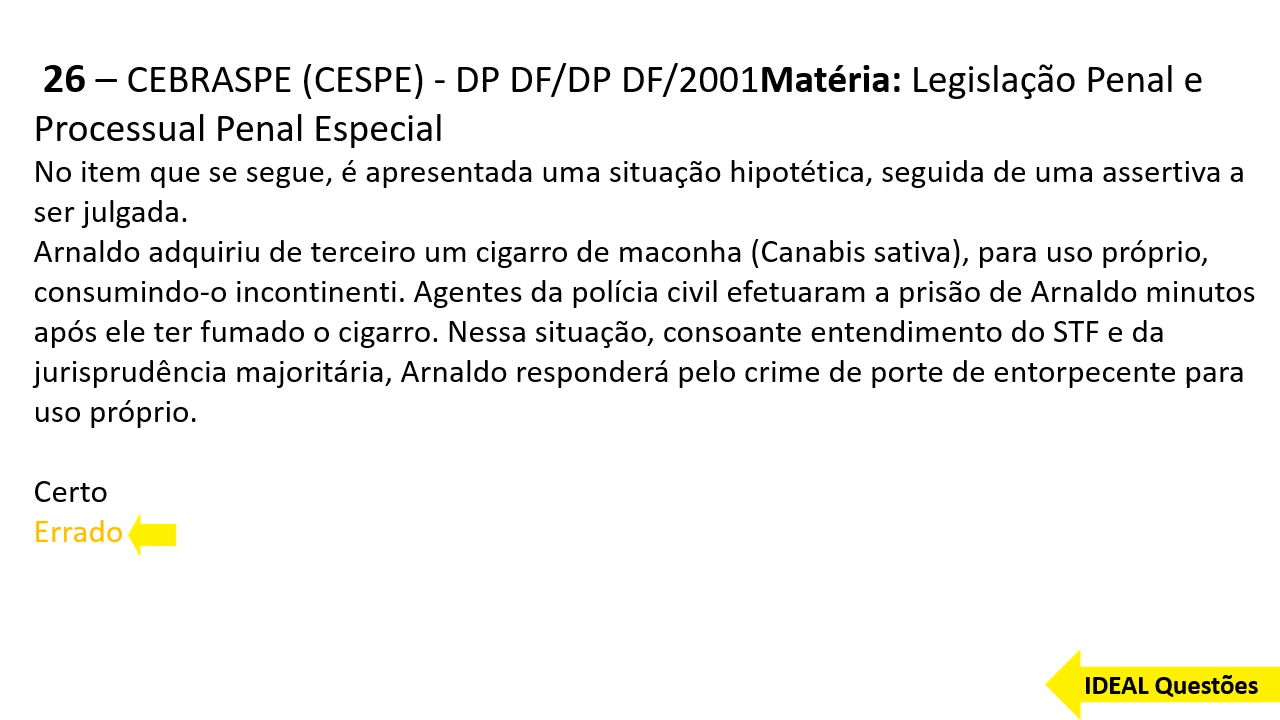 26 – CEBRASPE (CESPE) - DP DF/DP DF/2001Matéria: Legislação Penal e
Processual Penal Especial
No item que se segue, é apresentada uma situação hipotética, seguida de uma assertiva a
ser julgada.
Arnaldo adquiriu de terceiro um cigarro de maconha (Canabis sativa), para uso próprio,
consumindo-o incontinenti. Agentes da polícia civil efetuaram a prisão de Arnaldo minutos
após ele ter fumado o cigarro. Nessa situação, consoante entendimento do STF e da
jurisprudência majoritária, Arnaldo responderá pelo crime de porte de entorpecente para
uso próprio.
Certo
Errado
IDEAL Questões